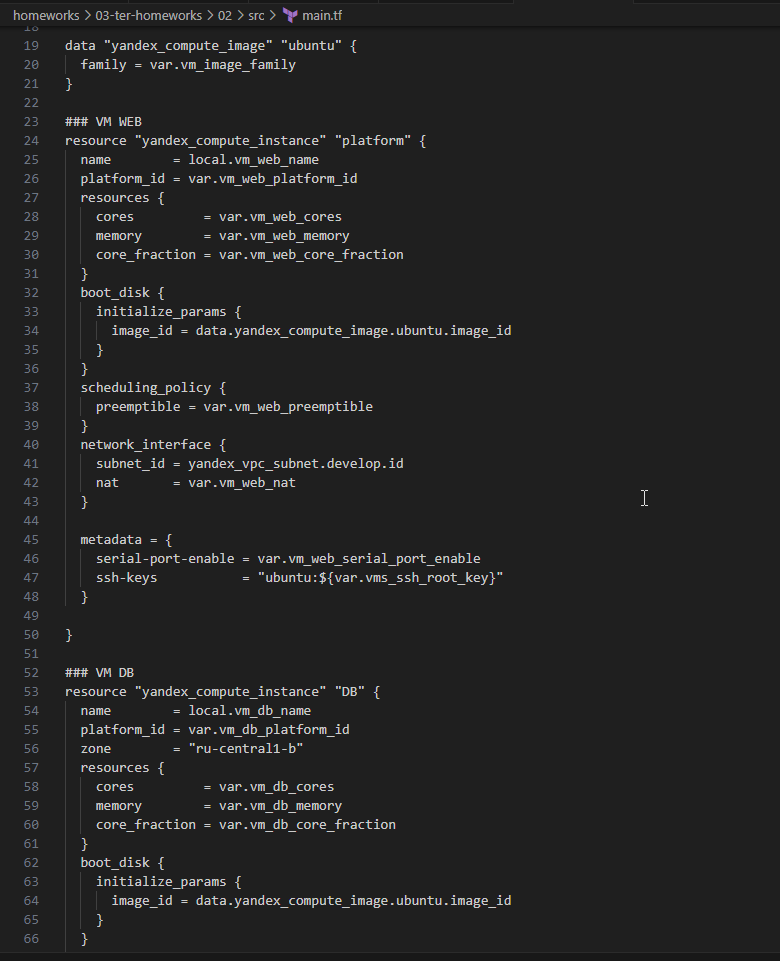 homeworks > 03-ter-homeworks > 02 > src > main.tf
18
19 data "yandex_compute_image" "ubuntu" {
20   family = var.vm_image_family
21 }
22
23 ### VM WEB
24 resource "yandex_compute_instance" "platform" {
25   name        = local.vm_web_name
26   platform_id = var.vm_web_platform_id
27   resources {
28     cores         = var.vm_web_cores
29     memory        = var.vm_web_memory
30     core_fraction = var.vm_web_core_fraction
31   }
32   boot_disk {
33     initialize_params {
34       image_id = data.yandex_compute_image.ubuntu.image_id
35     }
36   }
37   scheduling_policy {
38     preemptible = var.vm_web_preemptible
39   }
40   network_interface {
41     subnet_id = yandex_vpc_subnet.develop.id
42     nat       = var.vm_web_nat
43   }
44
45   metadata = {
46     serial-port-enable = var.vm_web_serial_port_enable
47     ssh-keys           = "ubuntu:${var.vms_ssh_root_key}"
48   }
49
50 }
51
52 ### VM DB
53 resource "yandex_compute_instance" "DB" {
54   name        = local.vm_db_name
55   platform_id = var.vm_db_platform_id
56   zone        = "ru-central1-b"
57   resources {
58     cores         = var.vm_db_cores
59     memory        = var.vm_db_memory
60     core_fraction = var.vm_db_core_fraction
61   }
62   boot_disk {
63     initialize_params {
64       image_id = data.yandex_compute_image.ubuntu.image_id
65     }
66   }